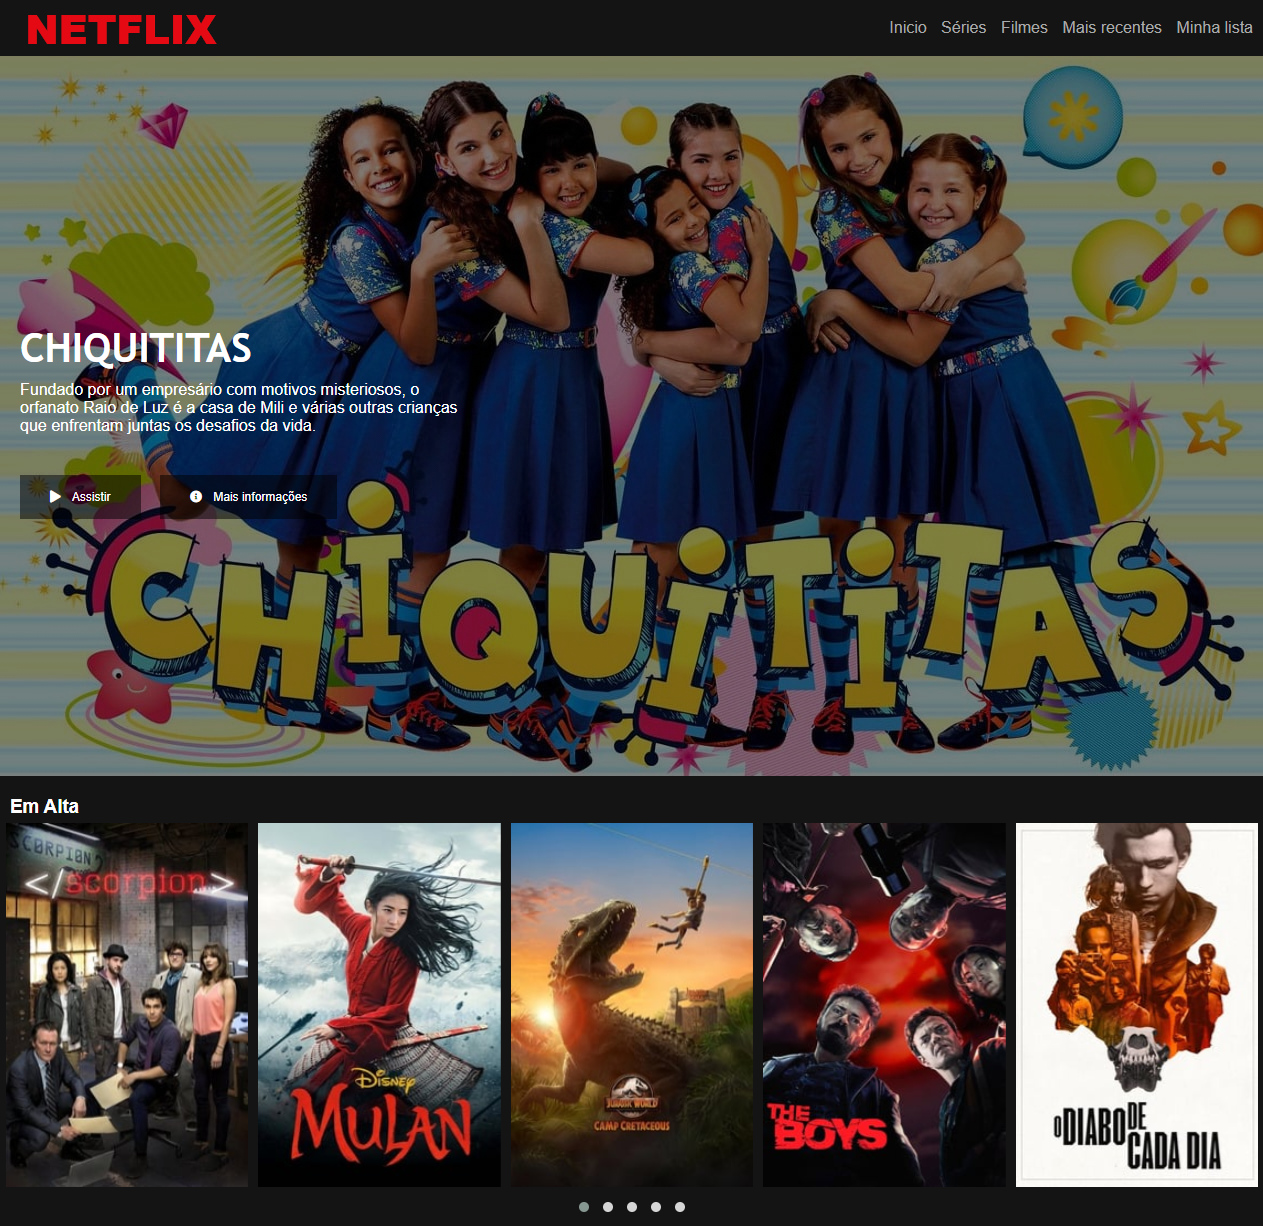 NETFLIX
Inicio Séries Filmes Mais recentes Minha lista
CHIQUITITAS
Fundado por um empresário com motivos misteriosos, o
orfanato Raio de Luz é a casa de Mili e várias outras crianças
que enfrentam juntas os desafios da vida.
Assistir Mais informações
CHIQUITITAS
Em Alta
SCORPION
</scorpion>
DISNEY
MULAN
JURASSIC WORLD
CAMP CRETACEOUS
THE
BOYS
O DIABO DE
CADA DIA